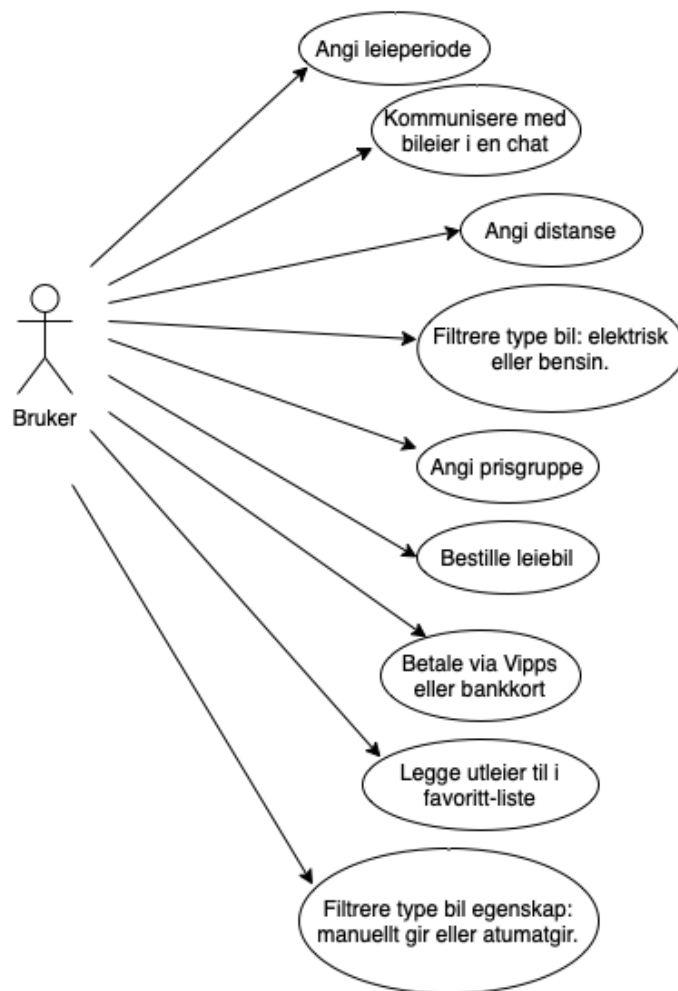 Angi leieperiode
Kommunisere med
bileier i en chat
Angi distanse
Filtrere type bil: elektrisk
eller bensin.
Bruker
Angi prisgruppe
Bestille leiebil
Betale via Vipps
eller bankkort
Legge utleier til i
favoritt-liste
Filtrere type bil egenskap:
manuellt gir eller atumatgir.